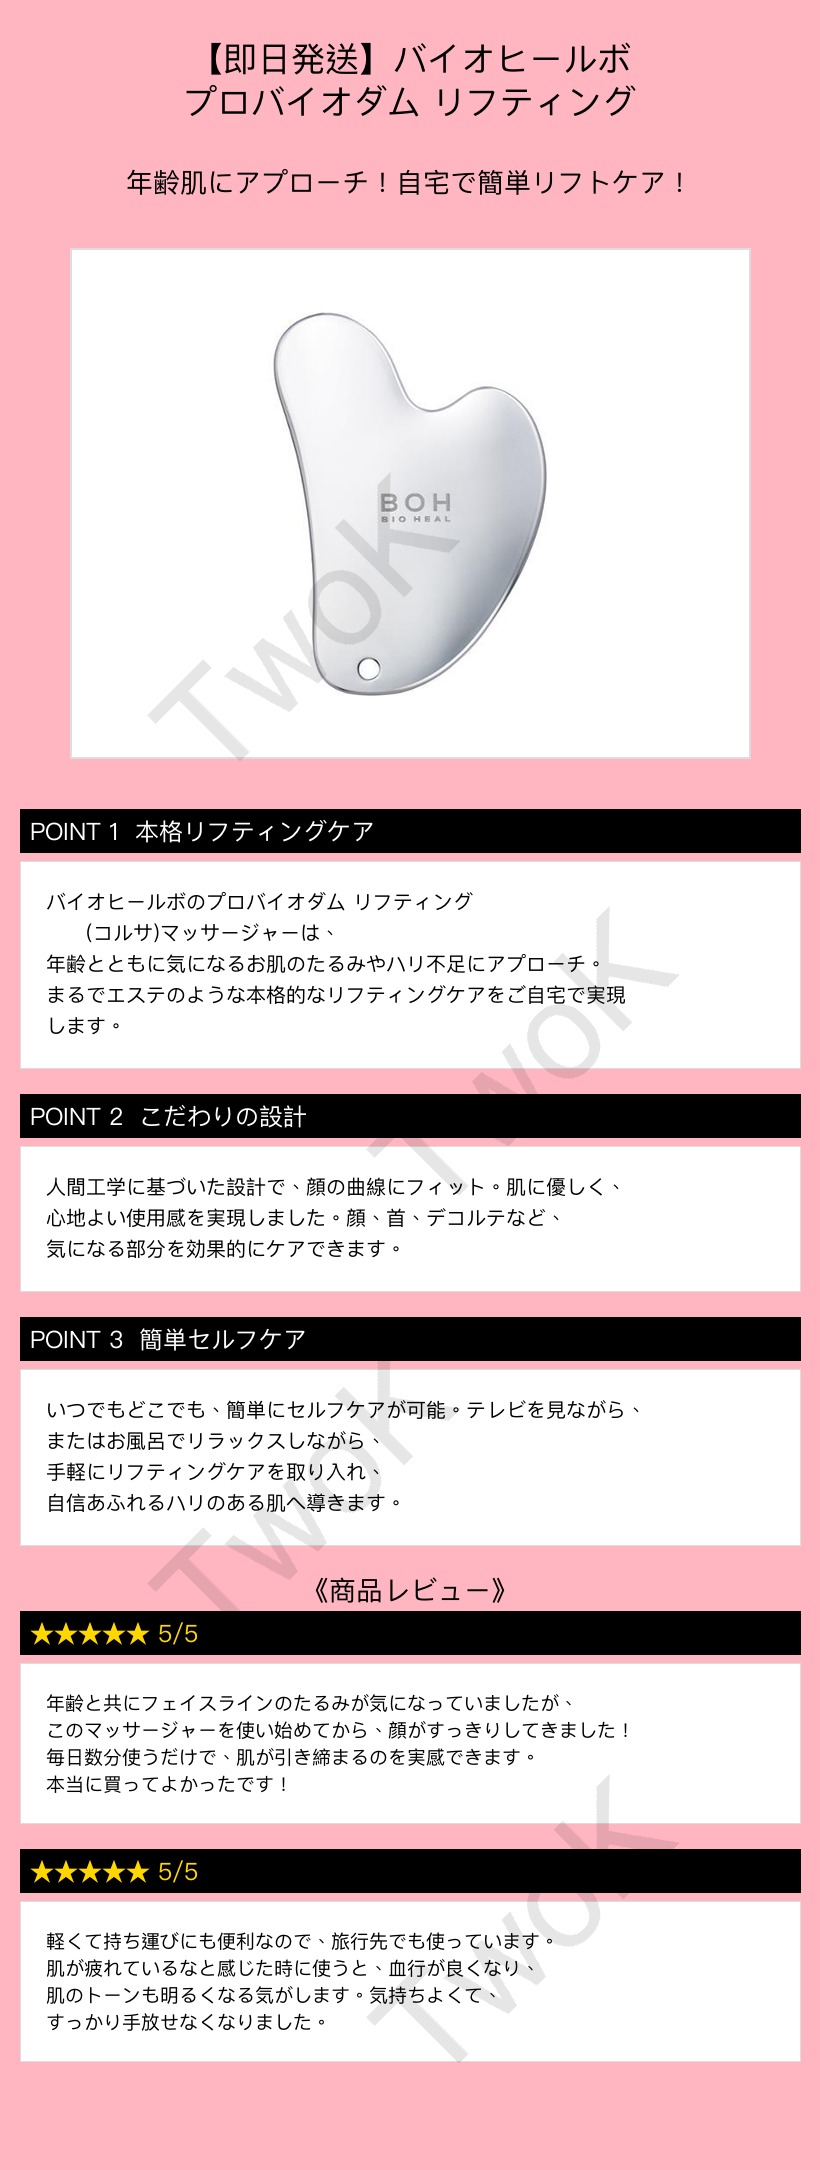 【即日発送】バイオヒールボ
プロバイオダム リフティング
年齢肌にアプローチ！自宅で簡単リフトケア！
BOH
BIO HEAL
TwoK
POINT 1 本格リフティングケア
バイオヒールボのプロバイオダム リフティング
(コルサ)マッサージャーは、
年齢とともに気になるお肌のたるみやハリ不足にアプローチ。
まるでエステのような本格的なリフティングケアをご自宅で実現
します。
TwoK
POINT 2 こだわりの設計
人間工学に基づいた設計で、顔の曲線にフィット。肌に優しく、
心地よい使用感を実現しました。顔、首、デコルテなど、
気になる部分を効果的にケアできます。
POINT 3 簡単セルフケア
いつでもどこでも、簡単にセルフケアが可能。テレビを見ながら、
またはお風呂でリラックスしながら、
手軽にリフティングケアを取り入れ、
自信あふれるハリのある肌へ導きます。
TwoK
《商品レビュー》
★★★★★ 5/5
年齢と共にフェイスラインのたるみが気になっていましたが、
このマッサージャーを使い始めてから、顔がすっきりしてきました！
毎日数分使うだけで、肌が引き締まるのを実感できます。
本当に買ってよかったです！
★★★★★ 5/5
軽くて持ち運びにも便利なので、旅行先でも使っています。
肌が疲れているなと感じた時に使うと、血行が良くなり、
肌のトーンも明るくなる気がします。気持ちよくて、
すっかり手放せなくなりました。
TwoK